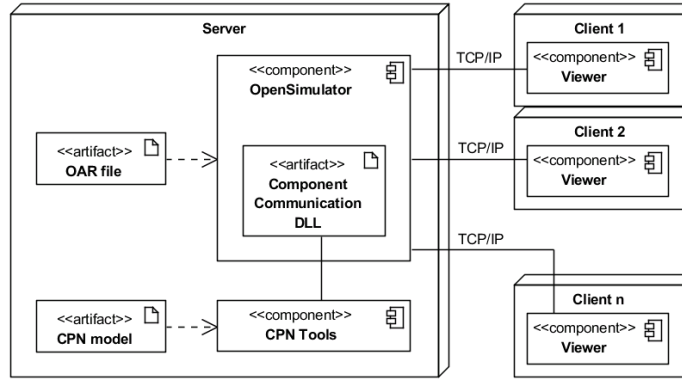 Server
<<component>>
OpenSimulator
<<artifact>>
OAR file
<<artifact>>
Component
Communication
DLL
<<artifact>>
CPN model
<<component>>
CPN Tools
TCP/IP
TCP/IP
TCP/IP
Client 1
<<component>>
Viewer
Client 2
<<component>>
Viewer
Client n
<<component>>
Viewer